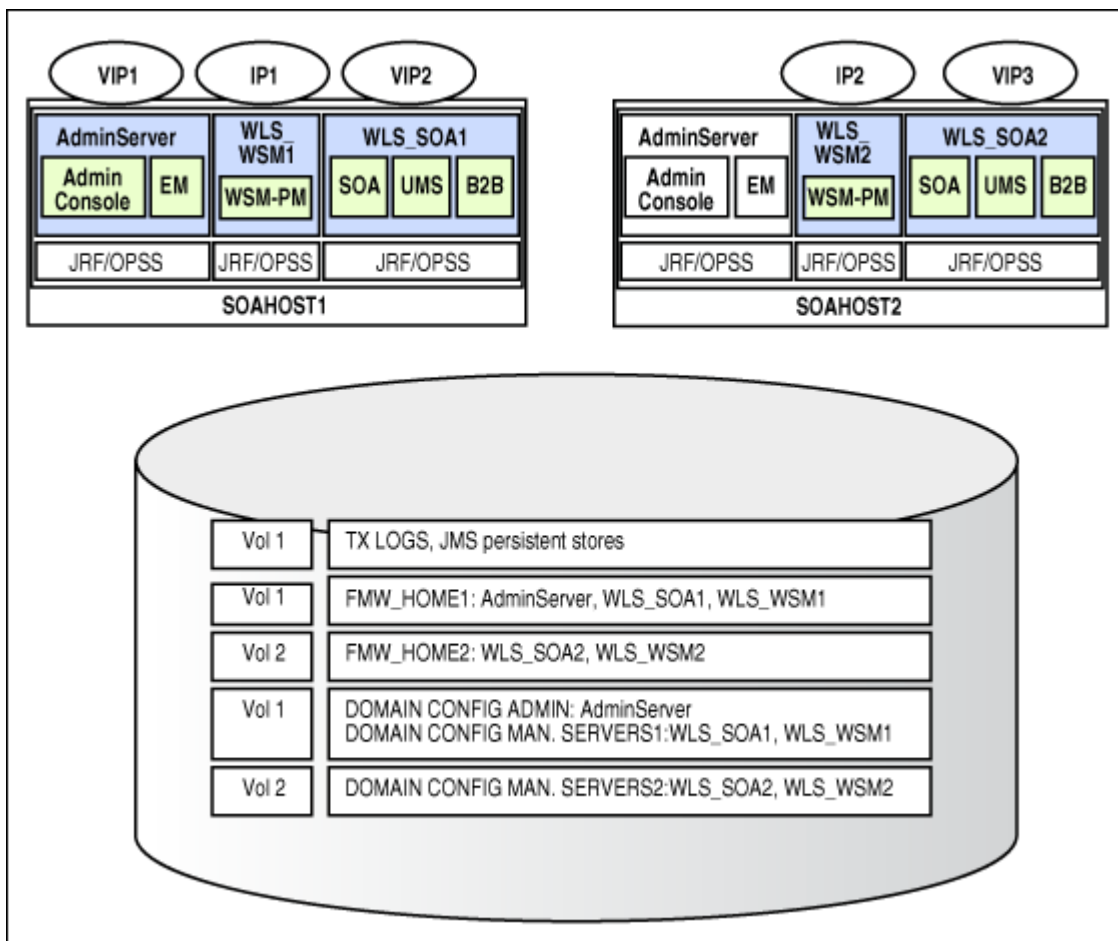 VIP1
IP1
VIP2
AdminServer
Admin
Console
EM
WLS_
WSM1
WSM-PM
WLS_SOA1
SOA
UMS
B2B
JRF/OPSS
JRF/OPSS
JRF/OPSS
SOAHOST1
IP2
VIP3
AdminServer
Admin
Console
EM
WLS_
WSM2
WSM-PM
WLS_SOA2
SOA
UMS
B2B
JRF/OPSS
JRF/OPSS
JRF/OPSS
SOAHOST2
Vol 1
TX LOGS, JMS persistent stores
Vol 1
FMW_HOME1: AdminServer, WLS_SOA1, WLS_WSM1
Vol 2
FMW_HOME2: WLS_SOA2, WLS_WSM2
Vol 1
DOMAIN CONFIG ADMIN: AdminServer
DOMAIN CONFIG MAN. SERVERS1:WLS_SOA1, WLS_WSM1
Vol 2
DOMAIN CONFIG MAN. SERVERS2:WLS_SOA2, WLS_WSM2